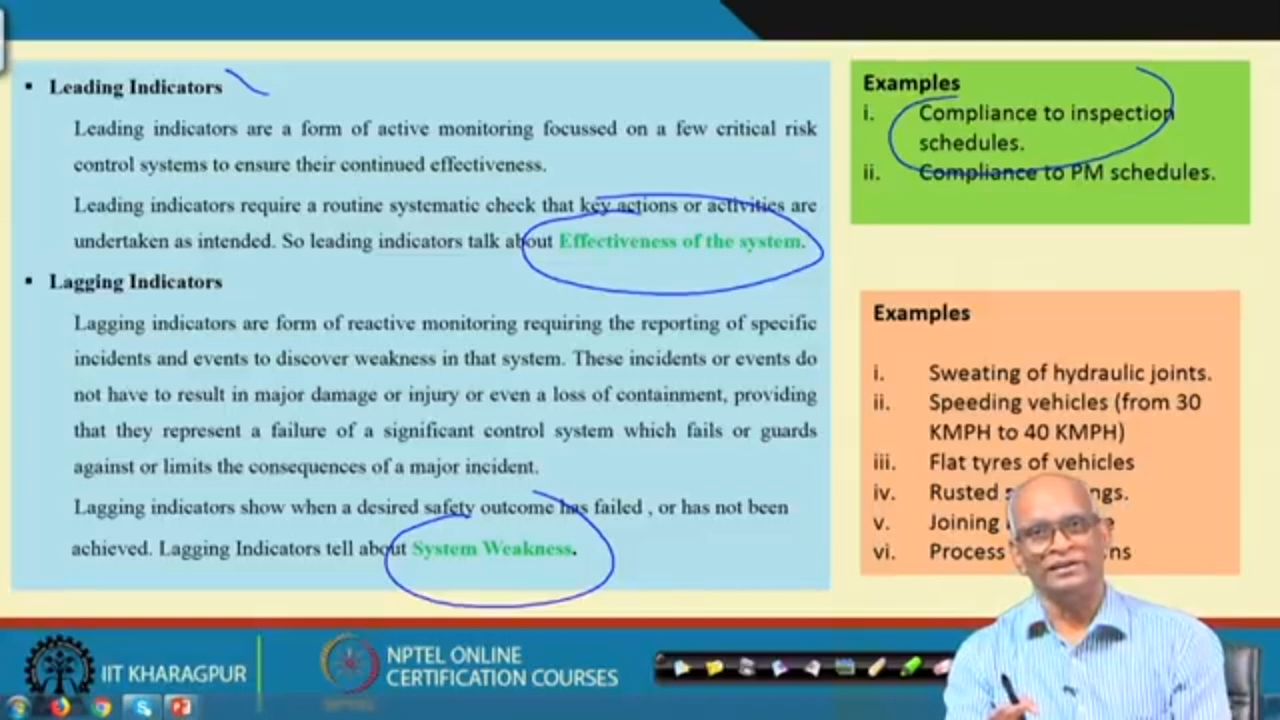 ▪ Leading Indicators
Leading indicators are a form of active monitoring focussed on a few critical risk
control systems to ensure their continued effectiveness.
Leading indicators require a routine systematic check that key actions or activities are
undertaken as intended. So leading indicators talk about Effectiveness of the system.
▪ Lagging Indicators
Lagging indicators are form of reactive monitoring requiring the reporting of specific
incidents and events to discover weakness in that system. These incidents or events do
not have to result in major damage or injury or even a loss of containment, providing
that they represent a failure of a significant control system which fails or guards
against or limits the consequences of a major incident.
Lagging indicators show when a desired safety outcome has failed , or has not been
achieved. Lagging Indicators tell about System Weakness.
Examples
i. Compliance to inspection
schedules.
ii. Compliance to PM schedules.
Examples
i. Sweating of hydraulic joints.
ii. Speeding vehicles (from 30
KMPH to 40 KMPH)
iii. Flat tyres of vehicles
iv. Rusted
v. Joining
vi. Process
IIT KHARAGPUR
NPTEL ONLINE
CERTIFICATION COURSES